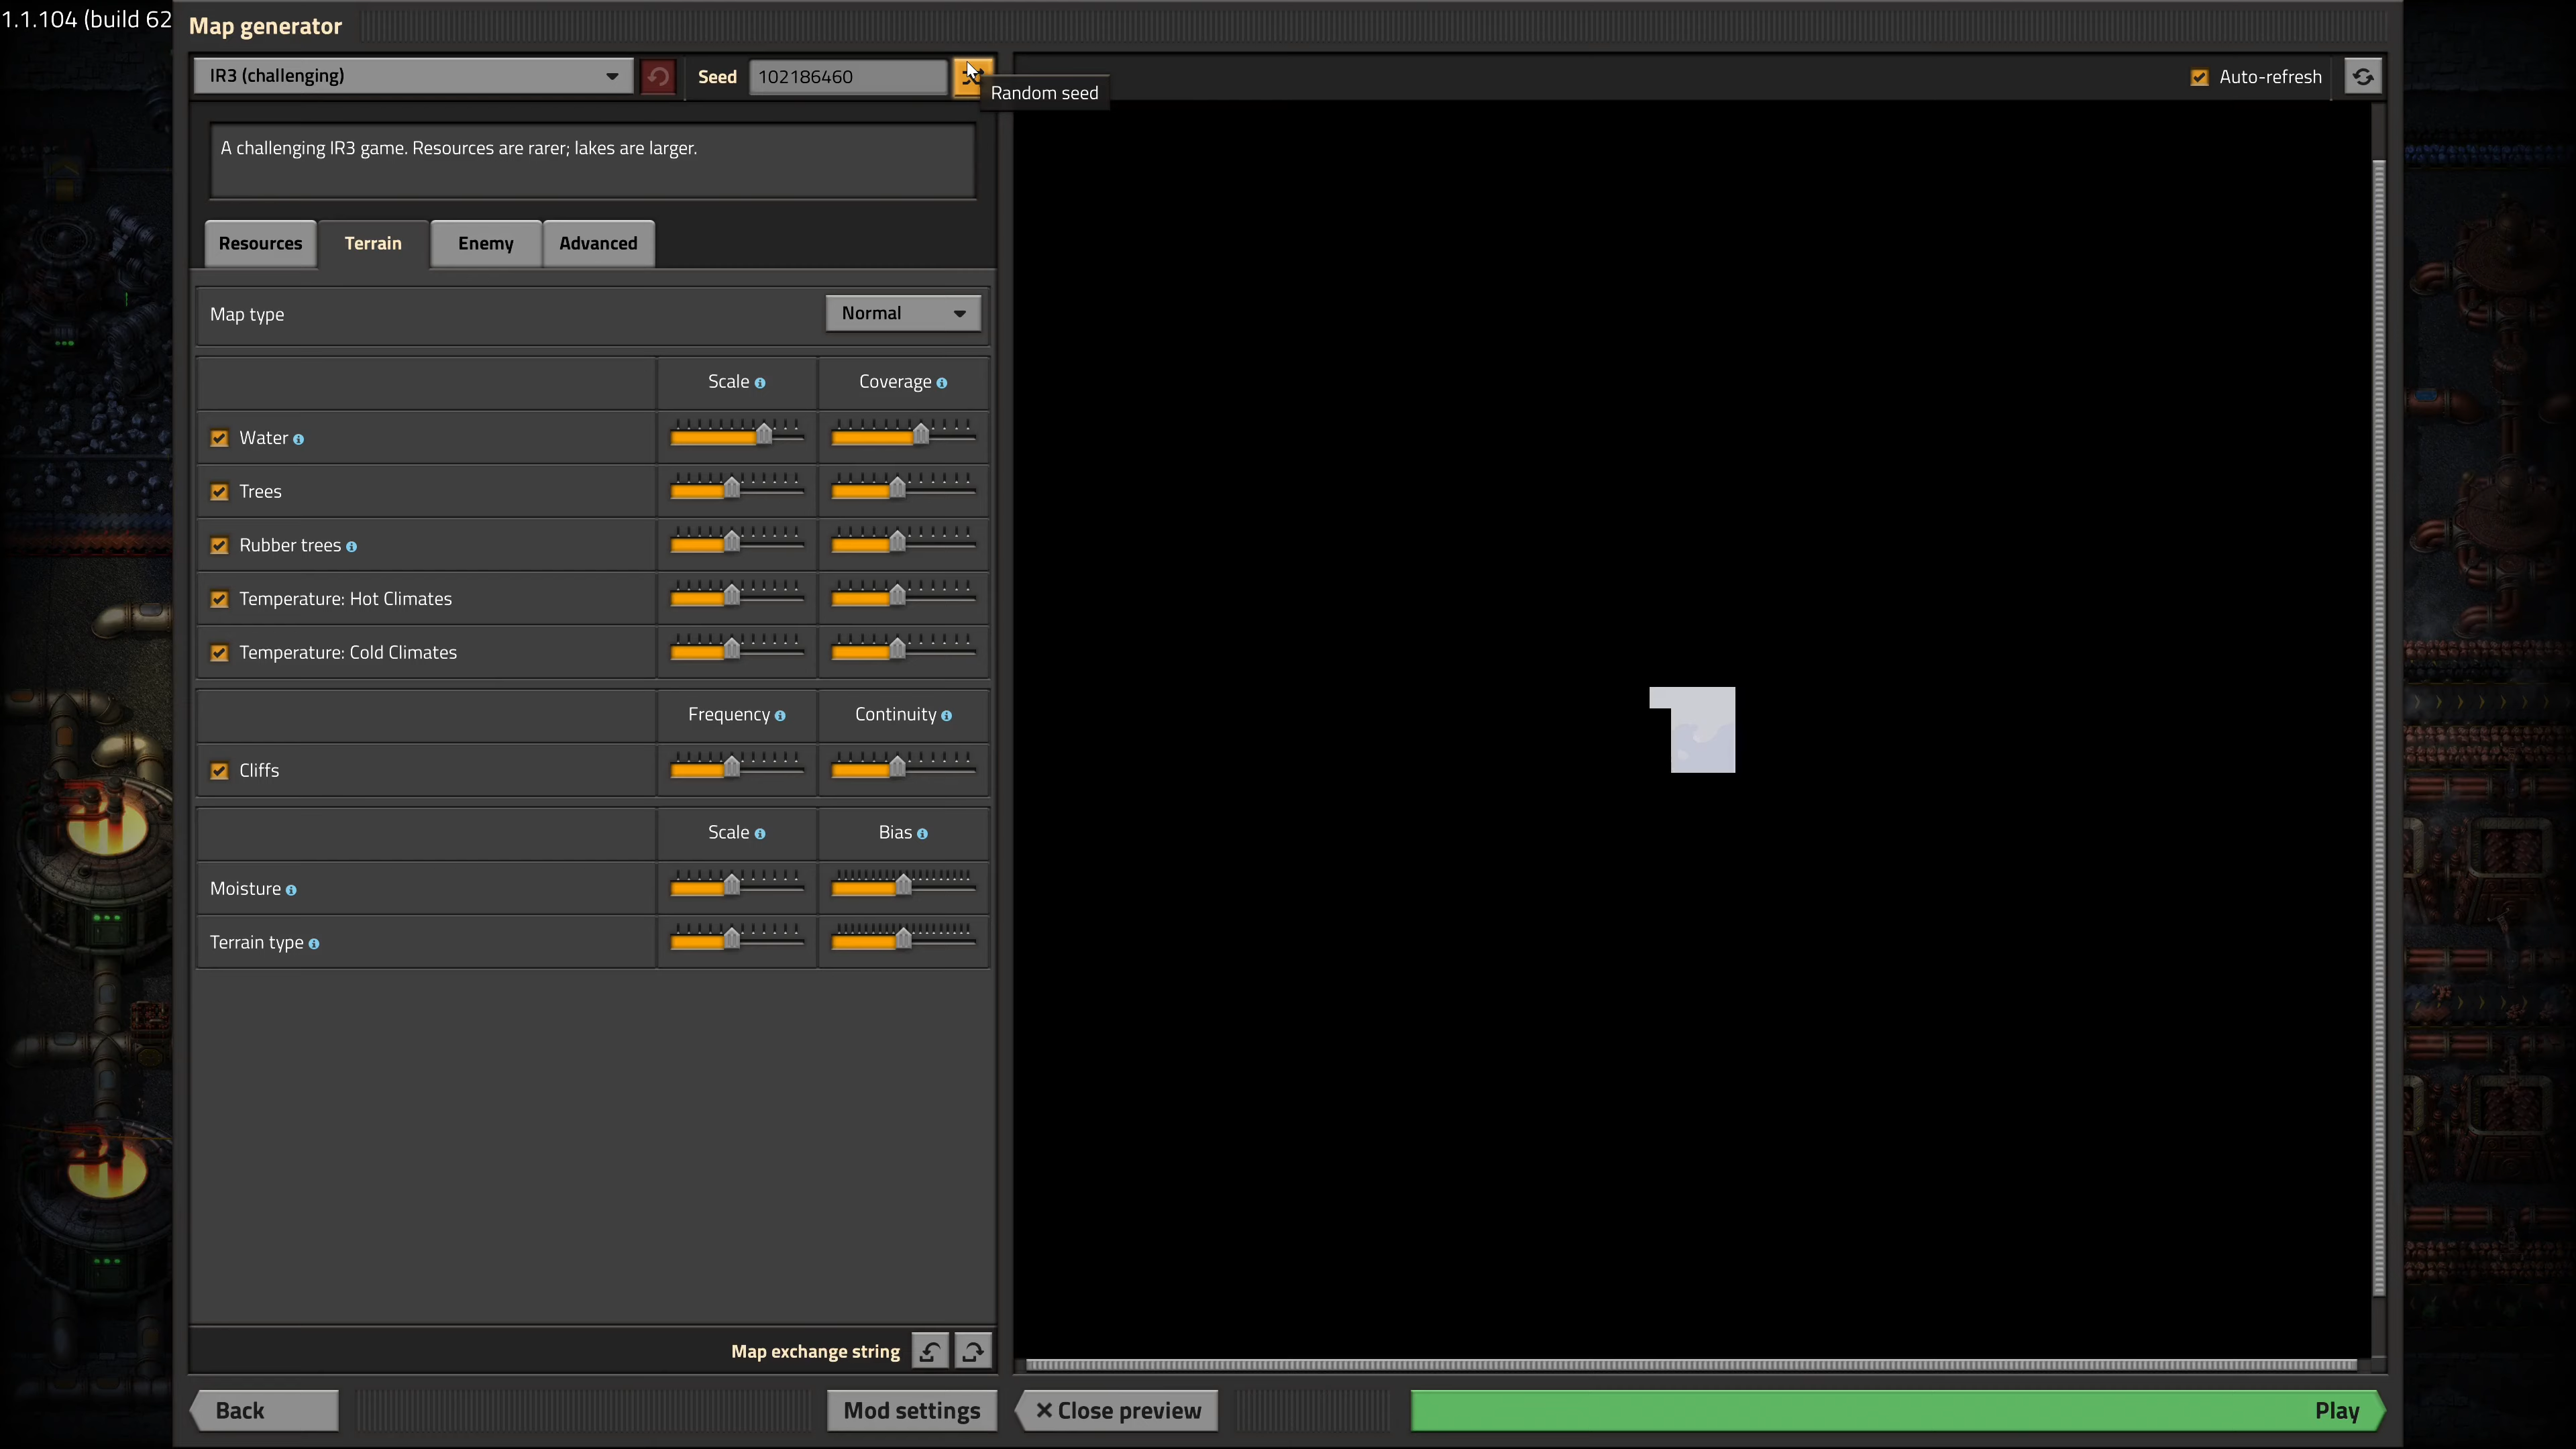 1.1.104 (build 62
Map generator
IR3 (challenging)
Seed
102186460
Random seed
Auto-refresh
A challenging IR3 game. Resources are rarer; lakes are larger.
Resources
Terrain
Enemy
Advanced
Map type
Normal
Scale
Coverage
Water
Trees
Rubber trees
Temperature: Hot Climates
Temperature: Cold Climates
Frequency
Continuity
Cliffs
Scale
Bias
Moisture
Terrain type
Map exchange string
Back
Mod settings
Close preview
Play